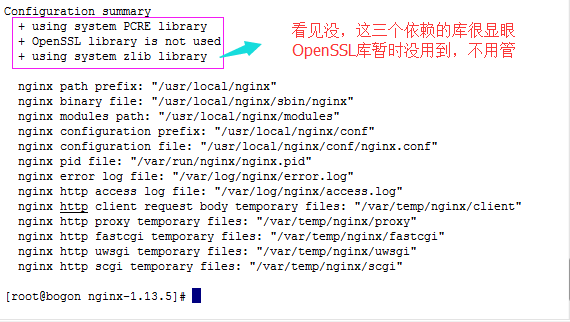 Configuration summary
+ using system PCRE library
+ OpenSSL library is not used
+ using system zlib library
看见没，这三个依赖的库很显眼
OpenSSL库暂时没用到，不用管
nginx path prefix: "/usr/local/nginx"
nginx binary file: "/usr/local/nginx/sbin/nginx"
nginx modules path: "/usr/local/nginx/modules"
nginx configuration prefix: "/usr/local/nginx/conf"
nginx configuration file: "/usr/local/nginx/conf/nginx.conf"
nginx pid file: "/var/run/nginx/nginx.pid"
nginx error log file: "/var/log/nginx/error.log"
nginx http access log file: "/var/log/nginx/access.log"
nginx http client request body temporary files: "/var/temp/nginx/client"
nginx http proxy temporary files: "/var/temp/nginx/proxy"
nginx http fastcgi temporary files: "/var/temp/nginx/fastcgi"
nginx http uwsgi temporary files: "/var/temp/nginx/uwsgi"
nginx http scgi temporary files: "/var/temp/nginx/scgi"
[root@bogon nginx-1.13.5]#